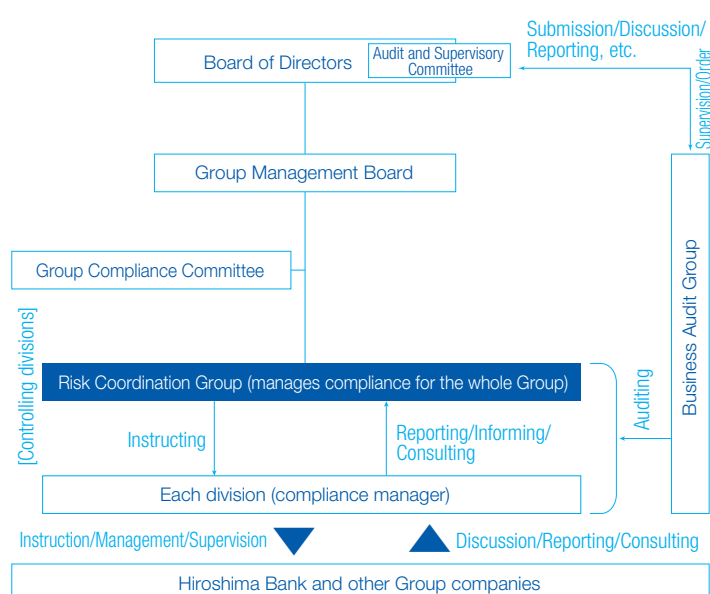 Submission/Discussion/
Reporting, etc.
Board of Directors
Audit and Supervisory
Committee
Supervision/Order
Group Management Board
Business Audit Group
Group Compliance Committee
[Controlling divisions]
Risk Coordination Group (manages compliance for the whole Group)
Auditing
Instructing
Reporting/Informing/
Consulting
Each division (compliance manager)
Instruction/Management/Supervision
Discussion/Reporting/Consulting
Hiroshima Bank and other Group companies